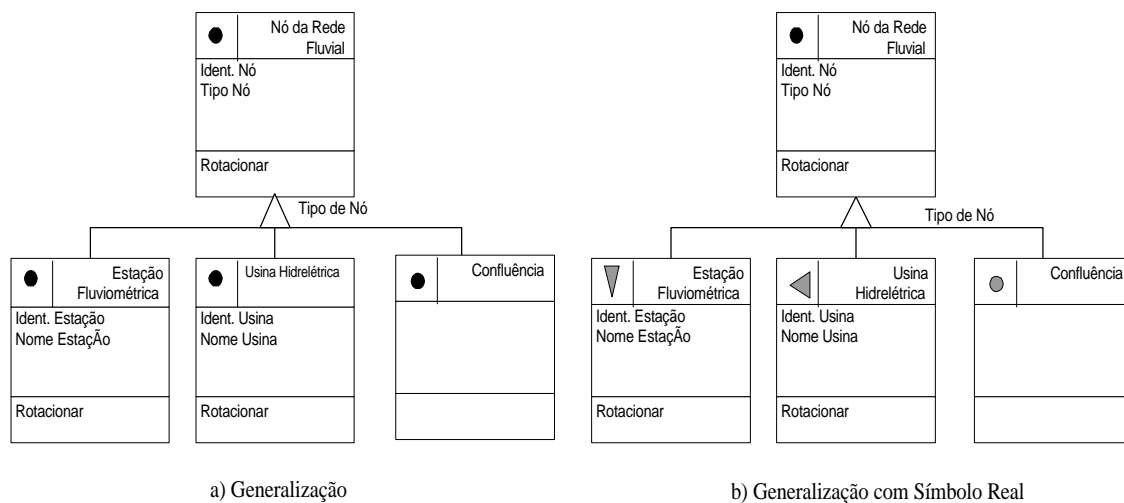 Nó da Rede
Fluvial
Ident. Nó
Tipo Nó
Rotacionar
Tipo de Nó
Estação
Fluviométrica
Ident. Estação
Nome EstaçÃo
Rotacionar
Usina Hidrelétrica
Ident. Usina
Nome Usina
Rotacionar
Confluência
a) Generalização
Nó da Rede
Fluvial
Ident. Nó
Tipo Nó
Rotacionar
Tipo de Nó
Estação
Fluviométrica
Ident. Estação
Nome EstaçÃo
Rotacionar
Usina
Hidrelétrica
Ident. Usina
Nome Usina
Rotacionar
Confluência
b) Generalização com Símbolo Real